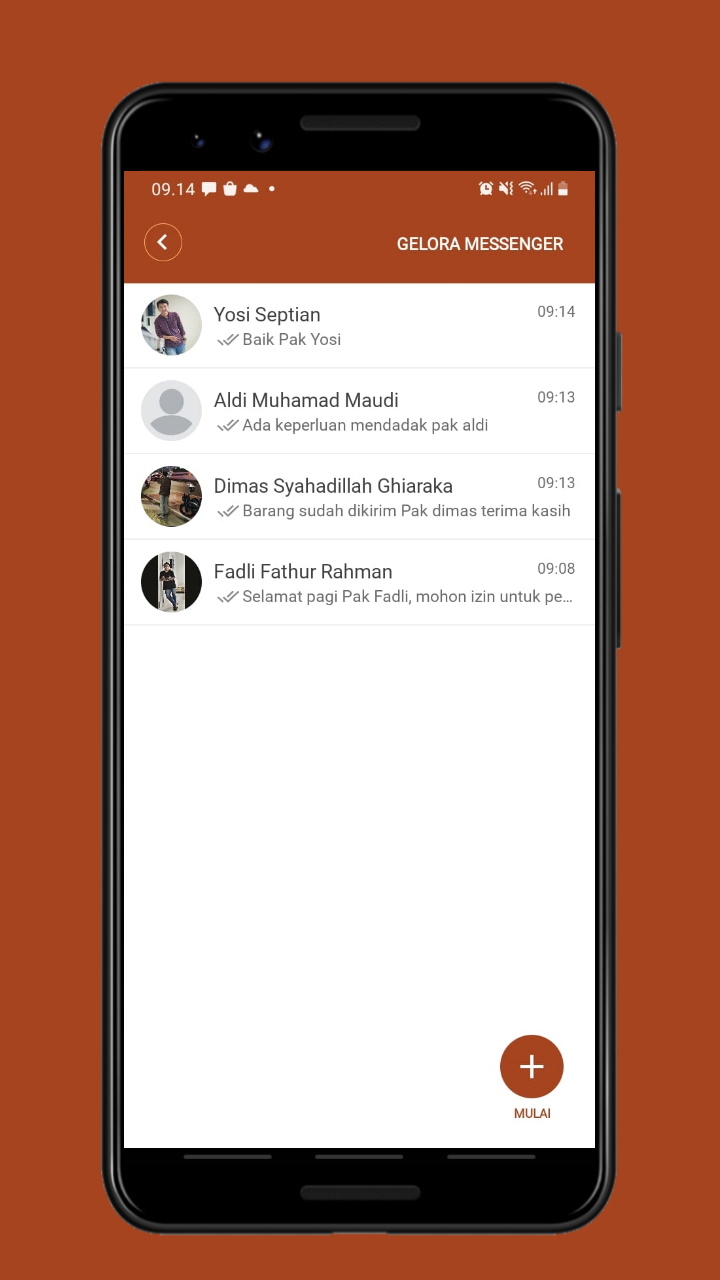 09.14
GELORA MESSENGER
Yosi Septian
09:14
Baik Pak Yosi
Aldi Muhamad Maudi
09:13
Ada keperluan mendadak pak aldi
Dimas Syahadillah Ghiaraka
09:13
Barang sudah dikirim Pak dimas terima kasih
Fadli Fathur Rahman
09:08
Selamat pagi Pak Fadli, mohon izin untuk pe...
MULAI